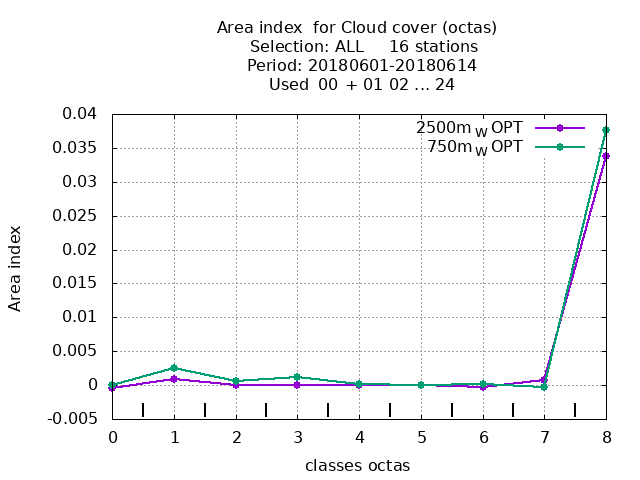 Area index  for Cloud cover (octas)
Selection: ALL     16 stations
Period: 20180601-20180614
Used  00 + 01 02 ... 24
2500m W OPT
750m W OPT
0.04
0.035
0.03
0.025
0.02
0.015
0.01
0.005
0
-0.005
Area index
0 1 2 3 4 5 6 7 8
classes octas